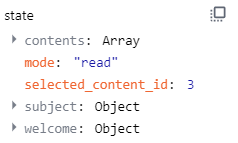 state
contents: Array
mode: "read"
selected_content_id: 3
subject: Object
welcome: Object